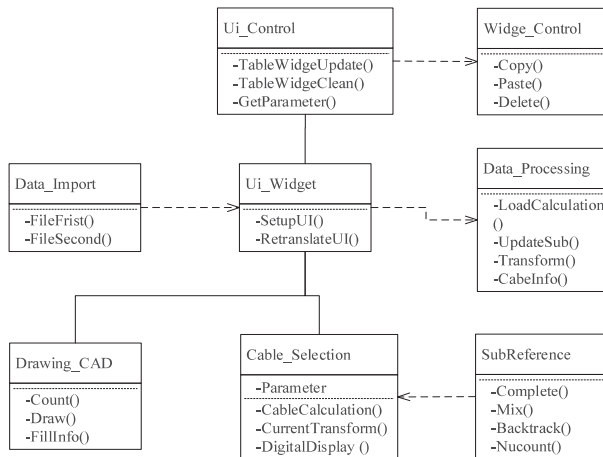 Ui_Control
-TableWidgeUpdate()
-TableWidgeClean()
-GetParameter()
Widge_Control
-Copy()
-Paste()
-Delete()
Data_Import
-FileFrist()
-FileSecond()
Ui_Widget
-SetupUI()
-RetranslateUI()
Data_Processing
-LoadCalculation
()
-UpdateSub()
-Transform()
-CabeInfo()
Drawing_CAD
-Count()
-Draw()
-FillInfo()
Cable_Selection
-Parameter
-CableCalculation()
-CurrentTransform()
-DigitalDisplay ()
SubReference
-Complete()
-Mix()
-Backtrack()
-Nucount()